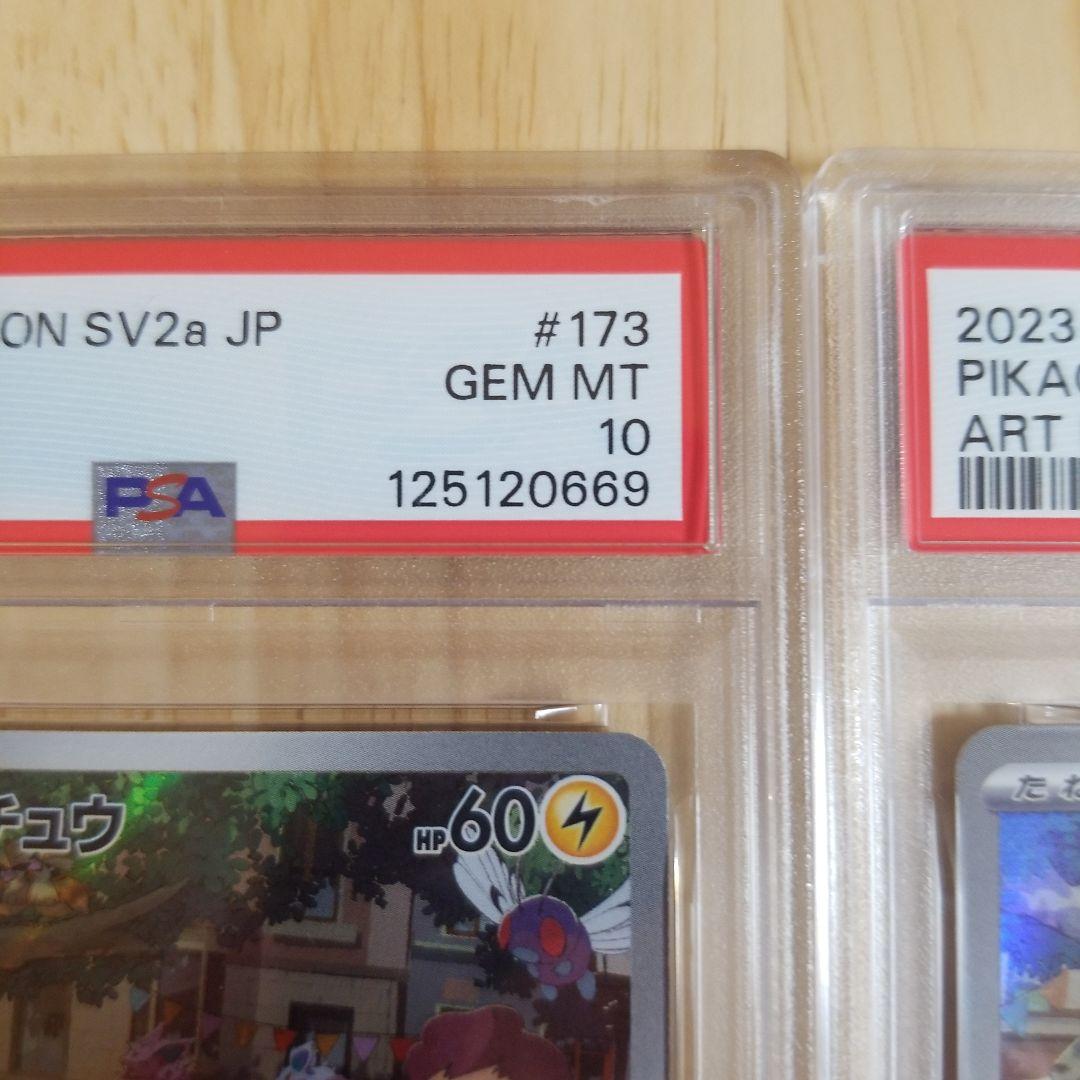 ON SV2a JP #173
GEM MT
10
PSA 125120669
チュウ HP60
2023
PIKAC
ART
たね